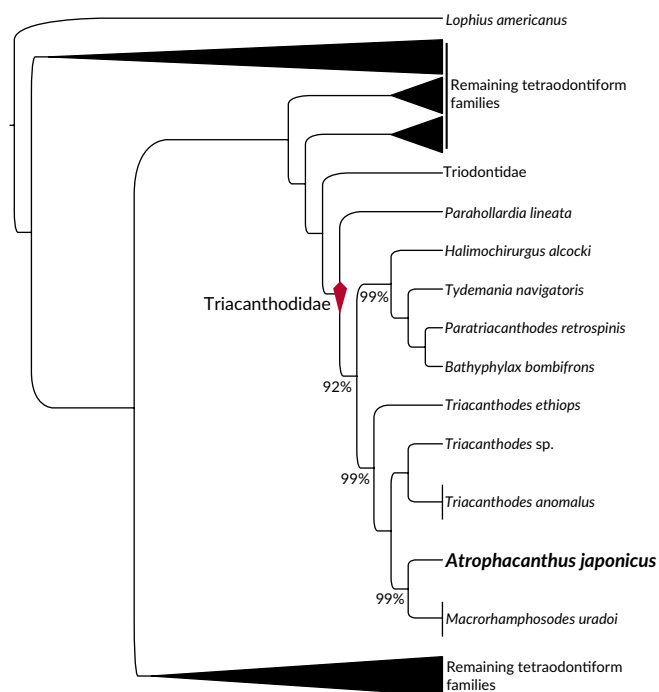 Lophius americanus
Remaining tetraodontiform
families
Triodontidae
Parahollardia lineata
Halimochirurgus alcocki
99%
Tydemania navigatoris
Triacanthodidae
Paratriacanthodes retrospinis
Bathyphylax bombifrons
92%
Triacanthodes ethiops
Triacanthodes sp.
99%
Triacanthodes anomalus
Atrophacanthus japonicus
99%
Macrorhamphosodes uradoi
Remaining tetraodontiform
families